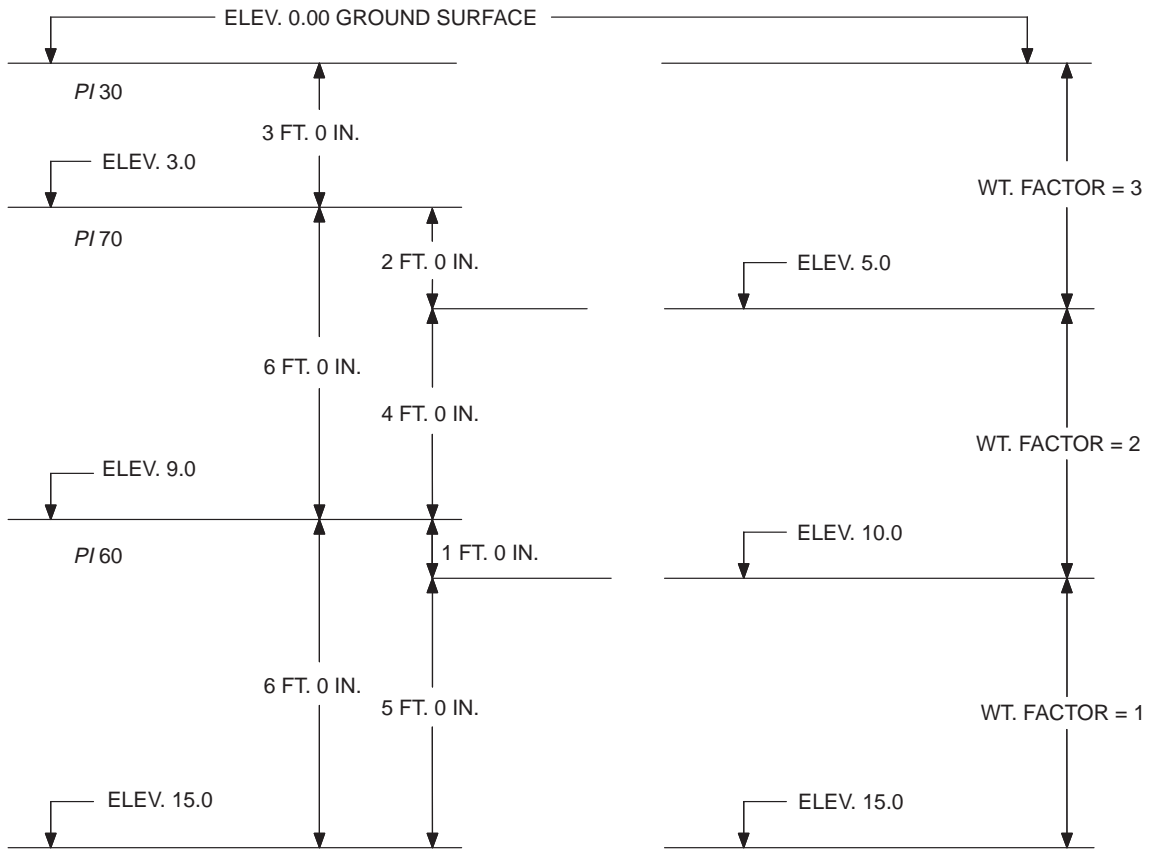 ELEV. 0.00 GROUND SURFACE
PI 30
3 FT. 0 IN.
ELEV. 3.0
WT. FACTOR = 3
PI 70
2 FT. 0 IN.
ELEV. 5.0
6 FT. 0 IN.
4 FT. 0 IN.
WT. FACTOR = 2
ELEV. 9.0
ELEV. 10.0
PI 60
1 FT. 0 IN.
6 FT. 0 IN.
5 FT. 0 IN.
WT. FACTOR = 1
ELEV. 15.0
ELEV. 15.0